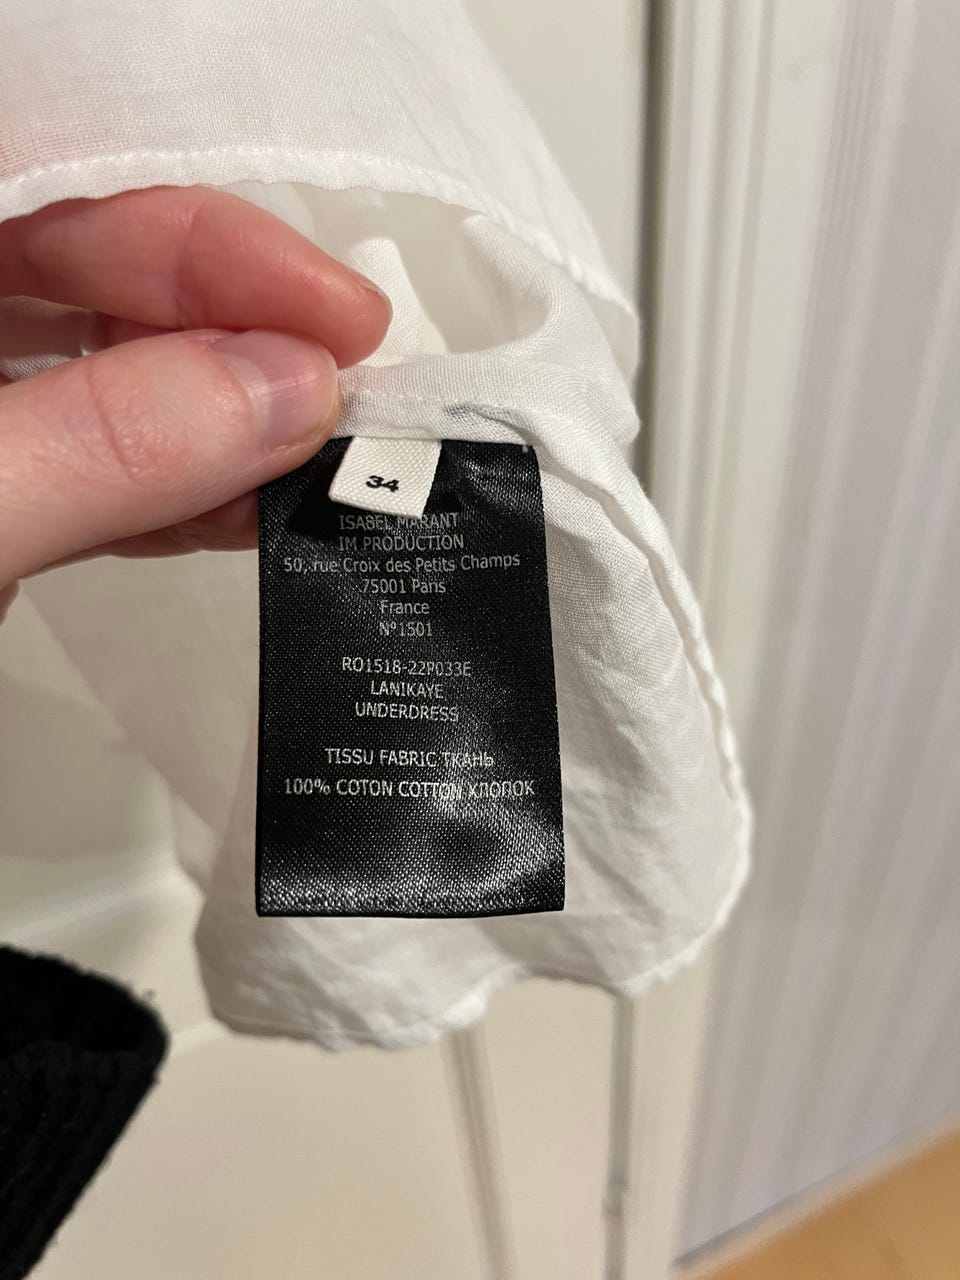 34
ISABEL MARANT
IM PRODUCTION
50, rue Croix des Petits Champs
75001 Paris
France
N°1501
RO1518-22P033E
LANIKAYE
UNDERDRESS
TISSU FABRIC ТКАНЬ
100% COTON COTTON ХЛОПОК